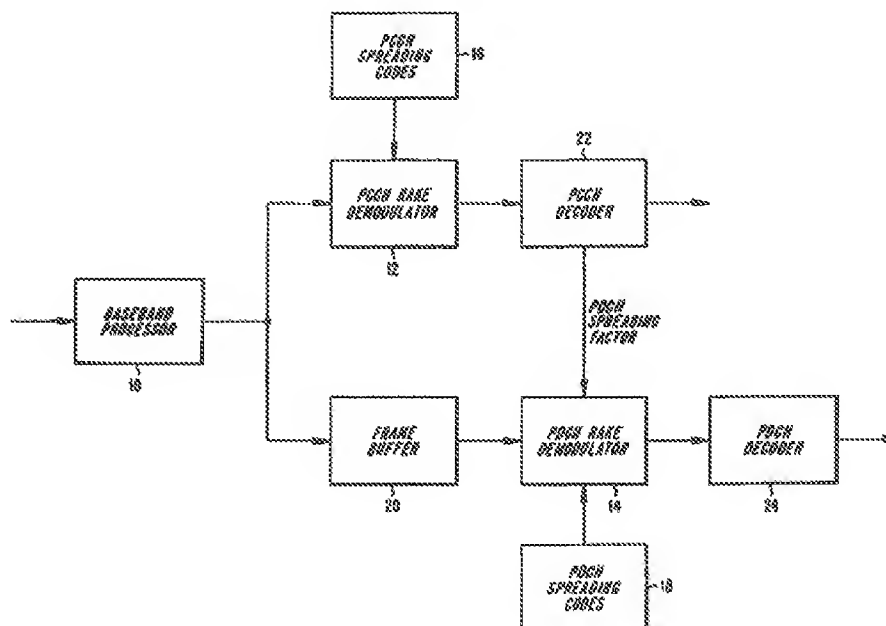 PCCH
SPREADING
CODES
16
22
PCCH RAKE
DEMODULATOR
12
PCCH
DECODER
BASEBAND
PROCESSOR
10
PDCH
SPREADING
FACTOR
FRAME
BUFFER
20
PDCH RAKE
DEMODULATOR
14
PDCH
DECODER
24
PDCH
SPREADING
CODES
18